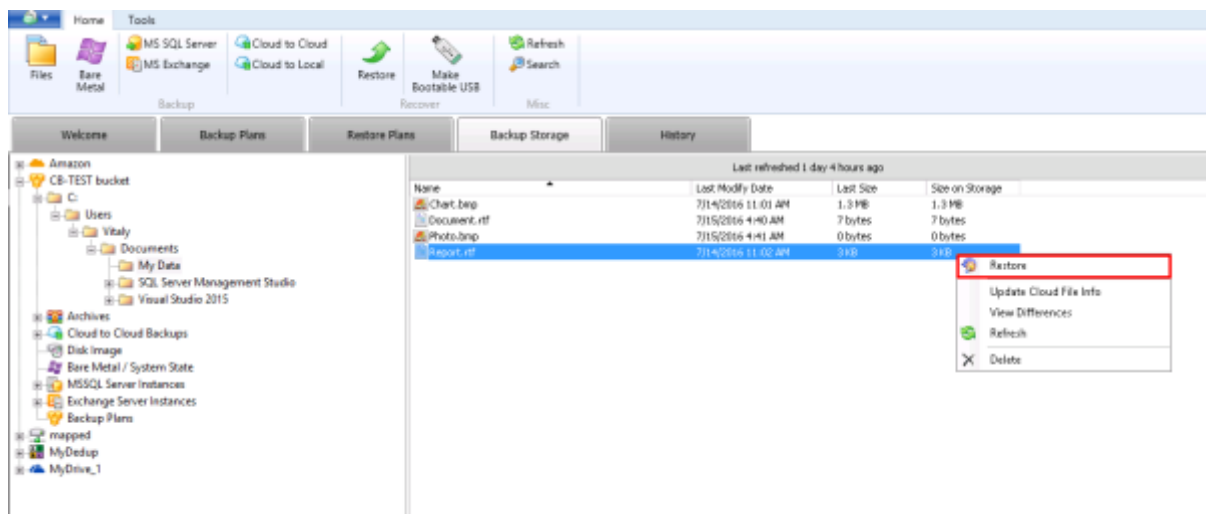 Home Tools
Files
Bare Metal
MS SQL Server
MS Exchange
Cloud to Cloud
Cloud to Local
Backup
Restore
Make Bootable USB
Recover
Refresh
Search
Misc
Welcome Backup Plans Restore Plans Backup Storage History
Amazon
CB-TEST bucket
C:
Users
Vitaly
Documents
My Data
SQL Server Management Studio
Visual Studio 2015
Archives
Cloud to Cloud Backups
Disk Image
Bare Metal / System State
MSSQL Server Instances
Exchange Server Instances
Backup Plans
mapped
MyDedup
MyDrive_1
Last refreshed 1 day 4 hours ago
Name Last Modify Date Last Size Size on Storage
Chart.bmp 7/14/2016 11:01 AM 1.3 MB 1.3 MB
Document.rtf 7/15/2016 4:40 AM 7 bytes 7 bytes
Photo.bmp 7/15/2016 4:41 AM 0 bytes 0 bytes
Report.rtf 7/14/2016 11:02 AM 3 KB 3 KB
Restore
Update Cloud File Info
View Differences
Refresh
Delete